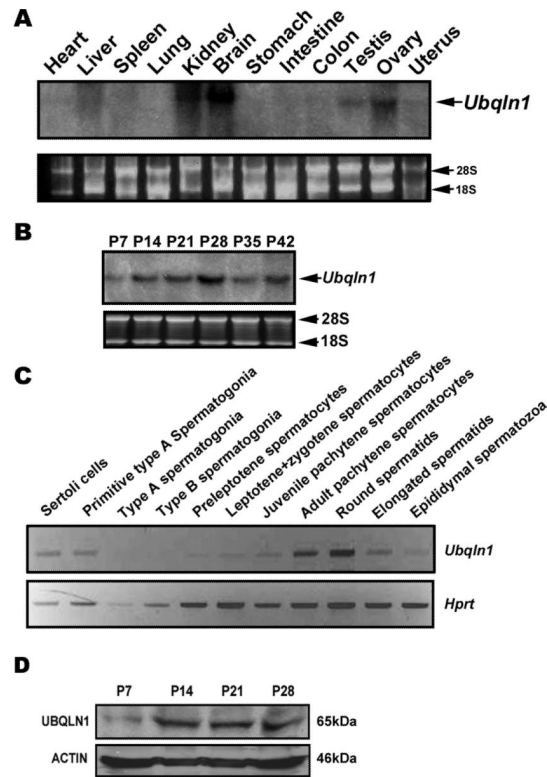 A
Heart Liver Spleen Lung Kidney Brain Stomach Intestine Colon Testis Ovary Uterus
Ubqln1
28S
18S
B
P7 P14 P21 P28 P35 P42
Ubqln1
28S
18S
C
Sertoli cells
Primitive type A Spermatogonia
Type A spermatogonia
Type B spermatogonia
Preleptotene spermatocytes
Leptotene+zygotene spermatocytes
Juvenile pachytene spermatocytes
Adult pachytene spermatocytes
Round spermatids
Elongated spermatids
Epididymal spermatozoa
Ubqln1
Hprt
D
P7 P14 P21 P28
UBQLN1 65kDa
ACTIN 46kDa